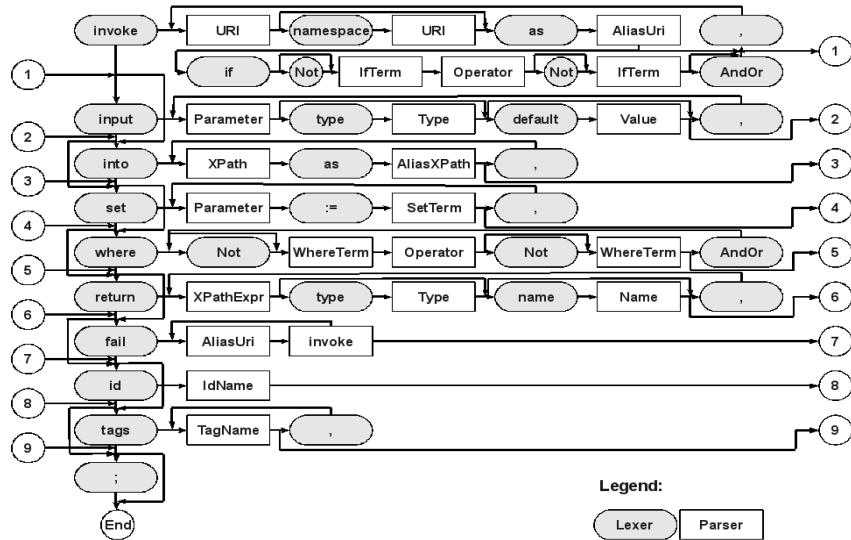 invoke URI namespace URI as AliasUri ,
1
if Not IfTerm Operator Not IfTerm AndOr
1
input Parameter type Type default Value ,
2
2
into XPath as AliasXPath ,
3
3
set Parameter := SetTerm ,
4
4
where Not WhereTerm Operator Not WhereTerm AndOr
5
5
return XPathExpr type Type name Name ,
6
6
fail AliasUri invoke
7
7
id IdName
8
8
tags TagName ,
9
9
;
Legend:
End
Lexer Parser